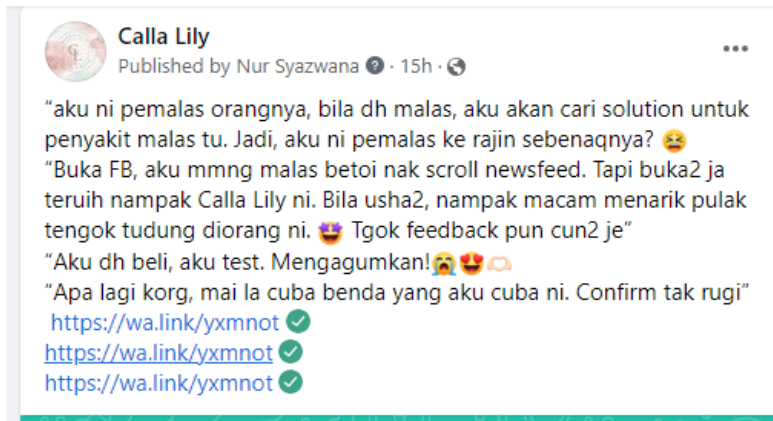 Calla Lily
Published by Nur Syazwana · 15h ·
“aku ni pemalas orangnya, bila dh malas, aku akan cari solution untuk
penyakit malas tu. Jadi, aku ni pemalas ke rajin sebenaqnya? 😫
“Buka FB, aku mmng malas betoi nak scroll newsfeed. Tapi buka2 ja
teruih nampak Calla Lily ni. Bila usha2, nampak macam menarik pulak
tengok tudung diorang ni. 🤩 Tgok feedback pun cun2 je”
“Aku dh beli, aku test. Mengagumkan!😭😍🫶🏻
“Apa lagi korg, mai la cuba benda yang aku cuba ni. Confirm tak rugi”
https://wa.link/yxmnot ✅
https://wa.link/yxmnot ✅
https://wa.link/yxmnot ✅